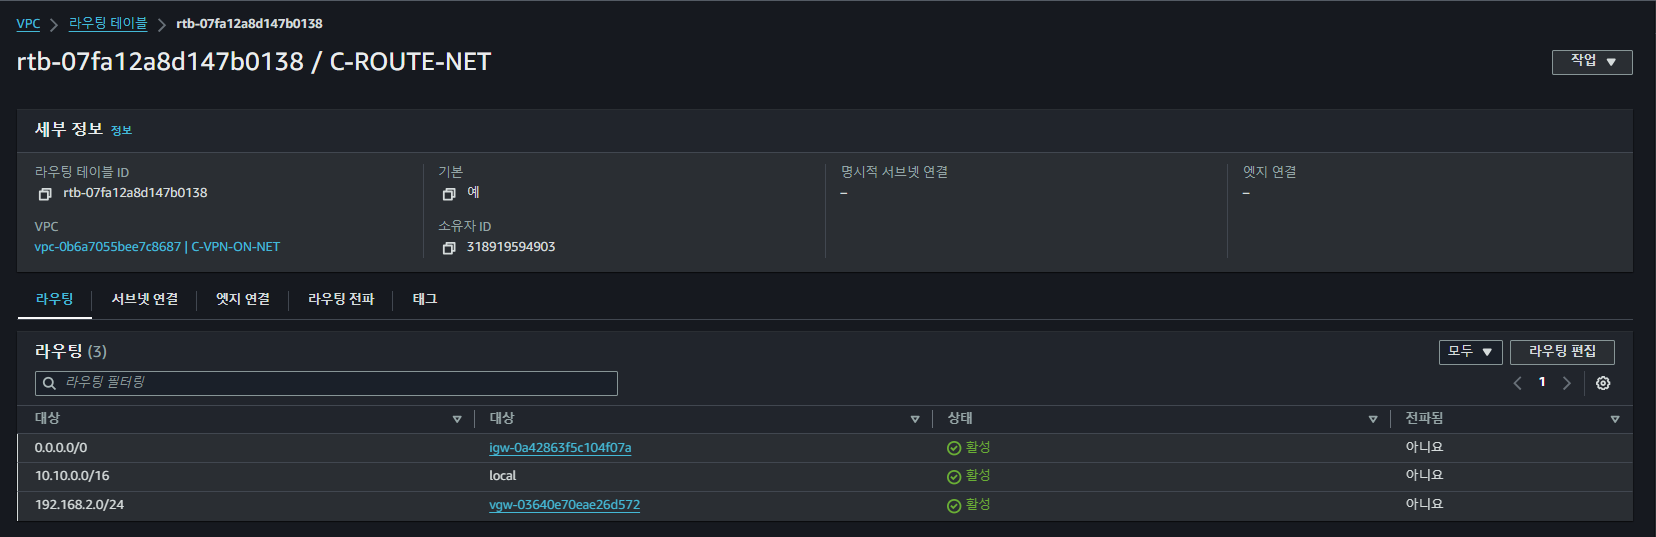 VPC > 라우팅 테이블 > rtb-07fa12a8d147b0138
rtb-07fa12a8d147b0138 / C-ROUTE-NET
작업
세부 정보 정보
라우팅 테이블 ID
rtb-07fa12a8d147b0138
기본
예
명시적 서브넷 연결
–
엣지 연결
–
VPC
vpc-0b6a7055bee7c8687 | C-VPN-ON-NET
소유자 ID
318919594903
라우팅 서브넷 연결 엣지 연결 라우팅 전파 태그
라우팅 (3)
모두 라우팅 편집
라우팅 필터링
1
대상 대상 상태 전파됨
0.0.0.0/0 igw-0a42863f5c104f07a 활성 아니요
10.10.0.0/16 local 활성 아니요
192.168.2.0/24 vgw-03640e70eae26d572 활성 아니요